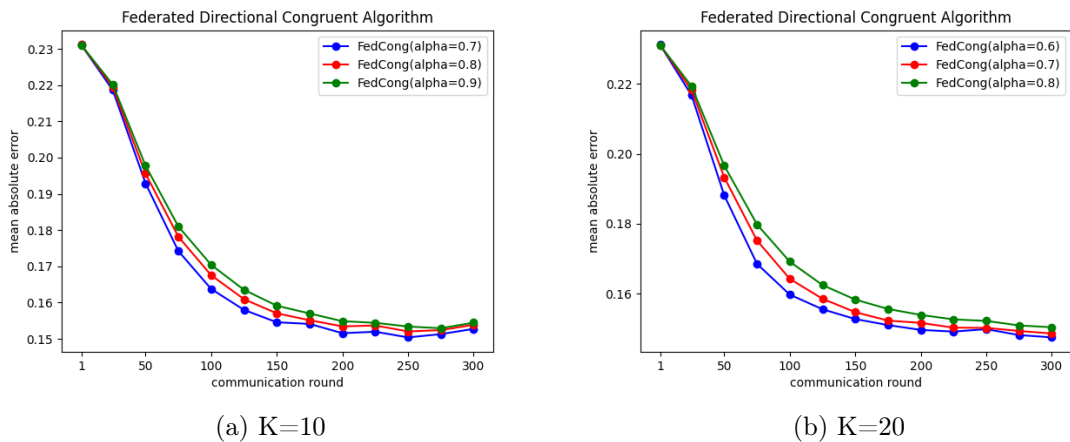 Federated Directional Congruent Algorithm
mean absolute error
0.23
0.22
0.21
0.20
0.19
0.18
0.17
0.16
0.15
FedCong(alpha=0.7)
FedCong(alpha=0.8)
FedCong(alpha=0.9)
1 50 100 150 200 250 300
communication round
(a) K=10
Federated Directional Congruent Algorithm
mean absolute error
0.22
0.20
0.18
0.16
FedCong(alpha=0.6)
FedCong(alpha=0.7)
FedCong(alpha=0.8)
1 50 100 150 200 250 300
communication round
(b) K=20